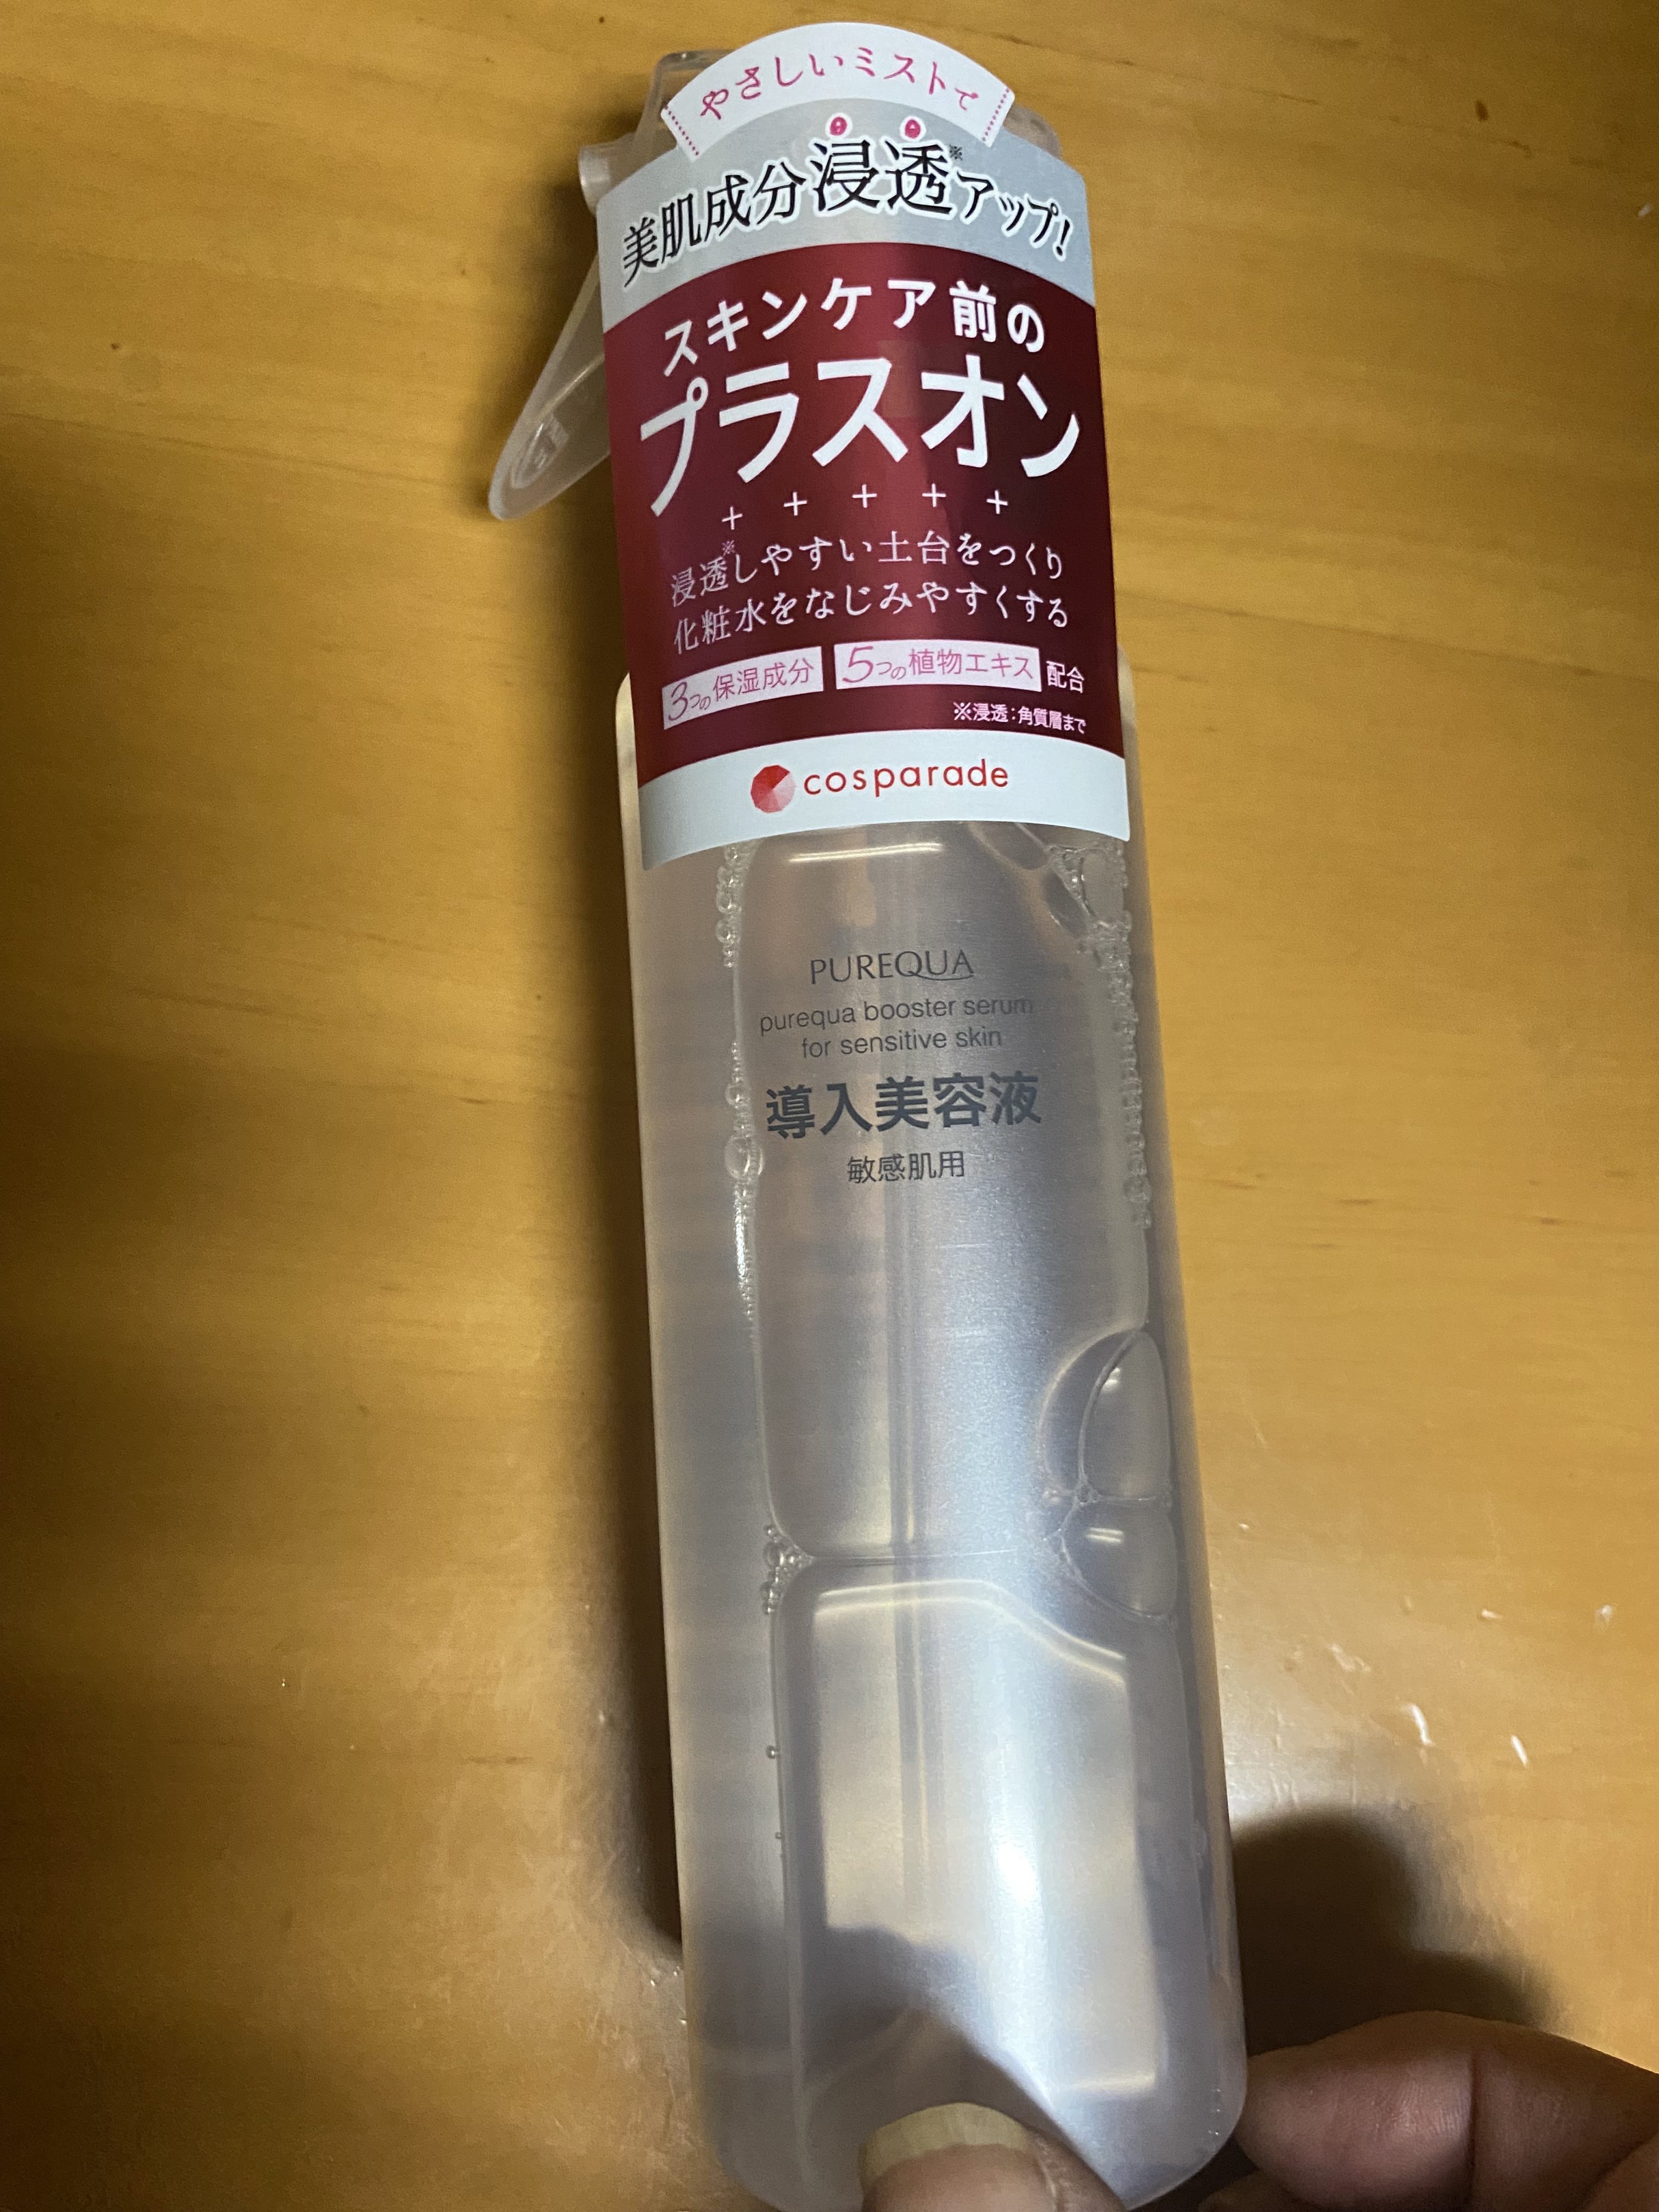 やさしいミストで
美肌成分浸透※アップ!
スキンケア前の
プラスオン
+ + + + +
浸透※しやすい土台をつくり
化粧水をなじみやすくする
3つの保湿成分 5つの植物エキス 配合
※浸透:角質層まで
cosparade
PUREQUA
purequa booster serum
for sensitive skin
導入美容液
敏感肌用